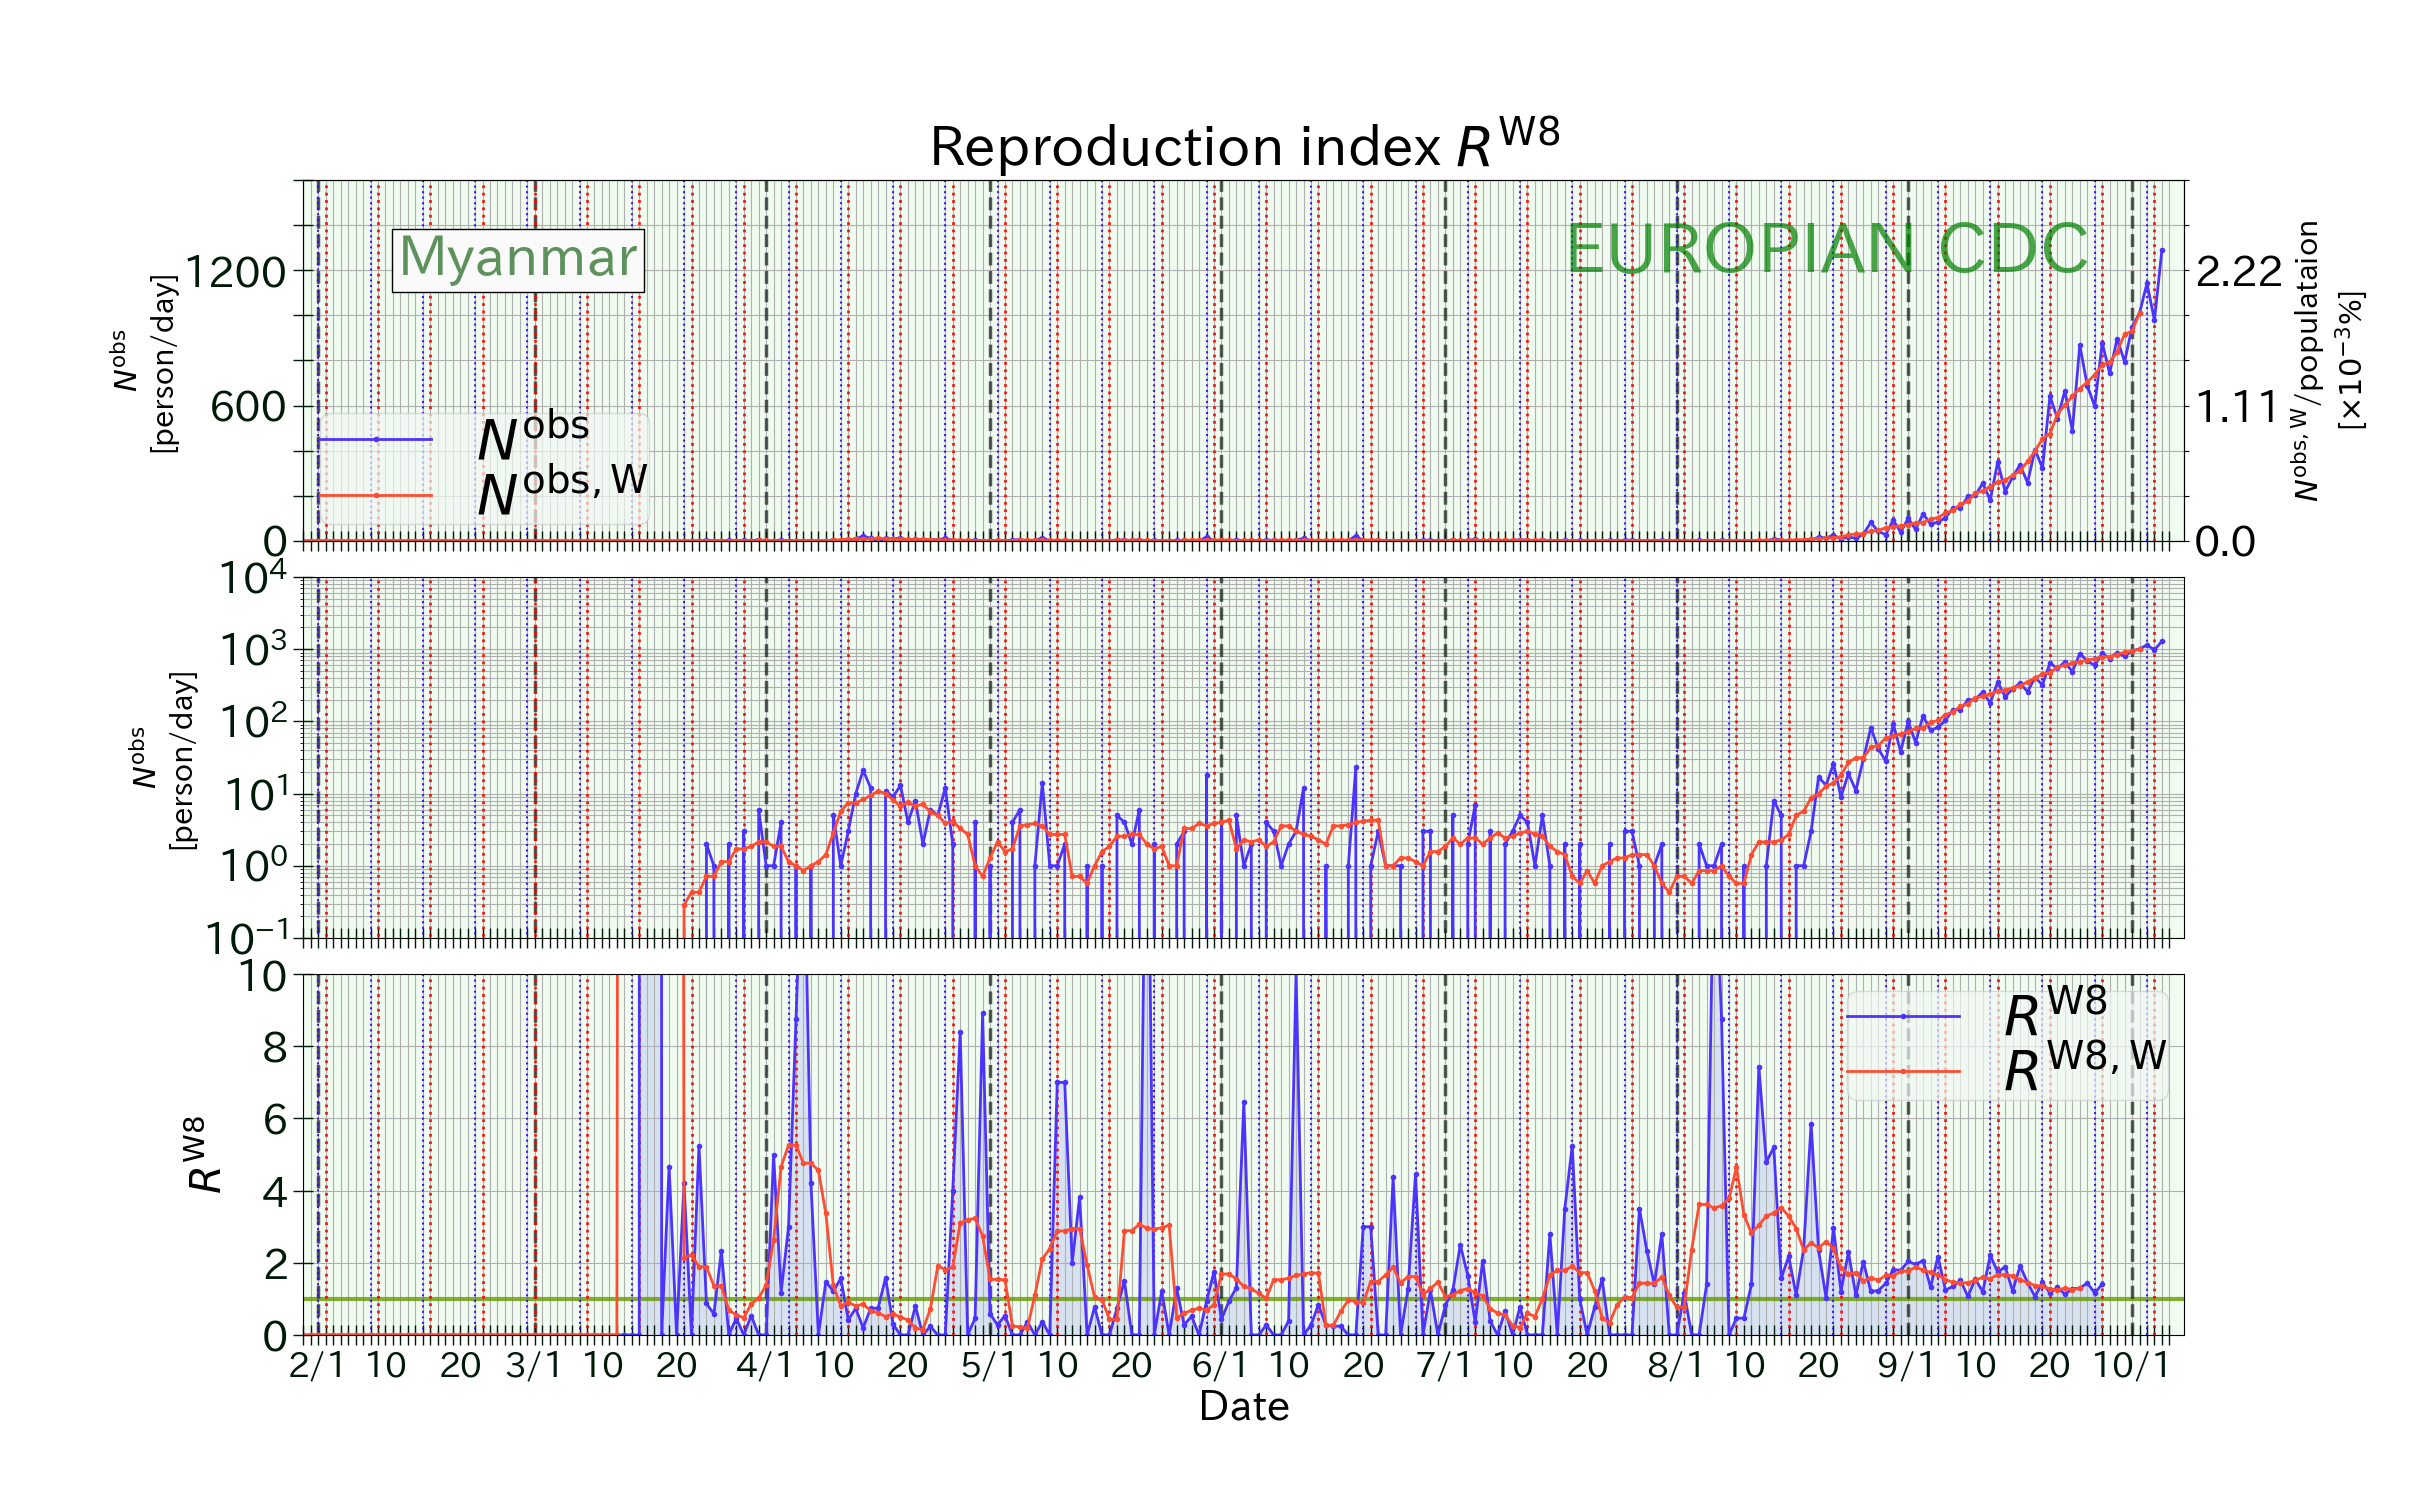 Reproduction index R^W8
Myanmar
EUROPIAN CDC
N^obs
[person/day]
1200
600
0
N^obs
N^obs, W
2.22
1.11
0.0
N^obs, W/populataion
[×10^−3%]
N^obs
[person/day]
10^4
10^3
10^2
10^1
10^0
10^−1
R^W8
10
8
6
4
2
0
R^W8
R^W8, W
2/1 10 20 3/1 10 20 4/1 10 20 5/1 10 20 6/1 10 20 7/1 10 20 8/1 10 20 9/1 10 20 10/1
Date